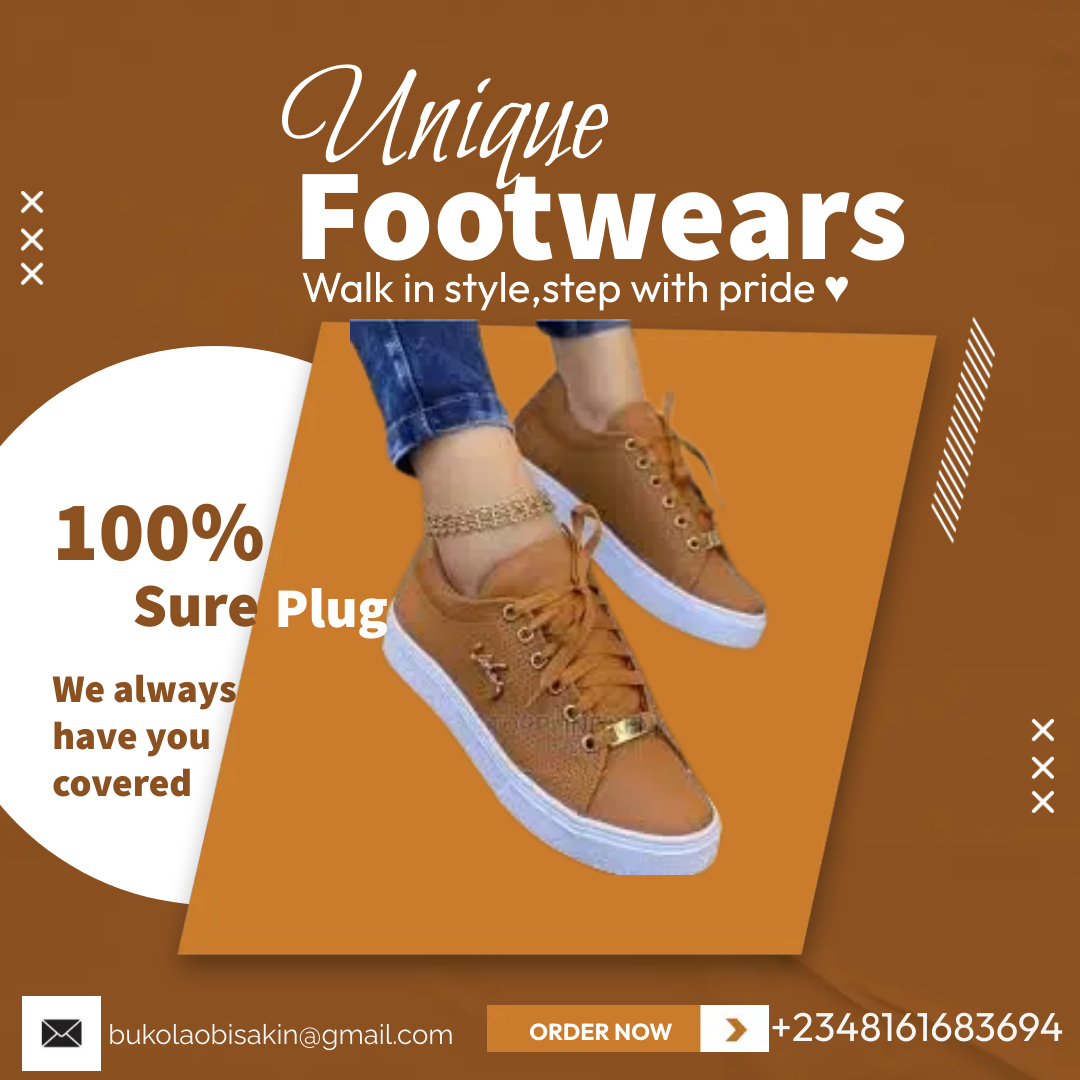 Unique
Footwears
Walk in style,step with pride ♥
100%
Sure Plug
We always
have you
covered
bukolaobisakin@gmail.com
ORDER NOW
+2348161683694